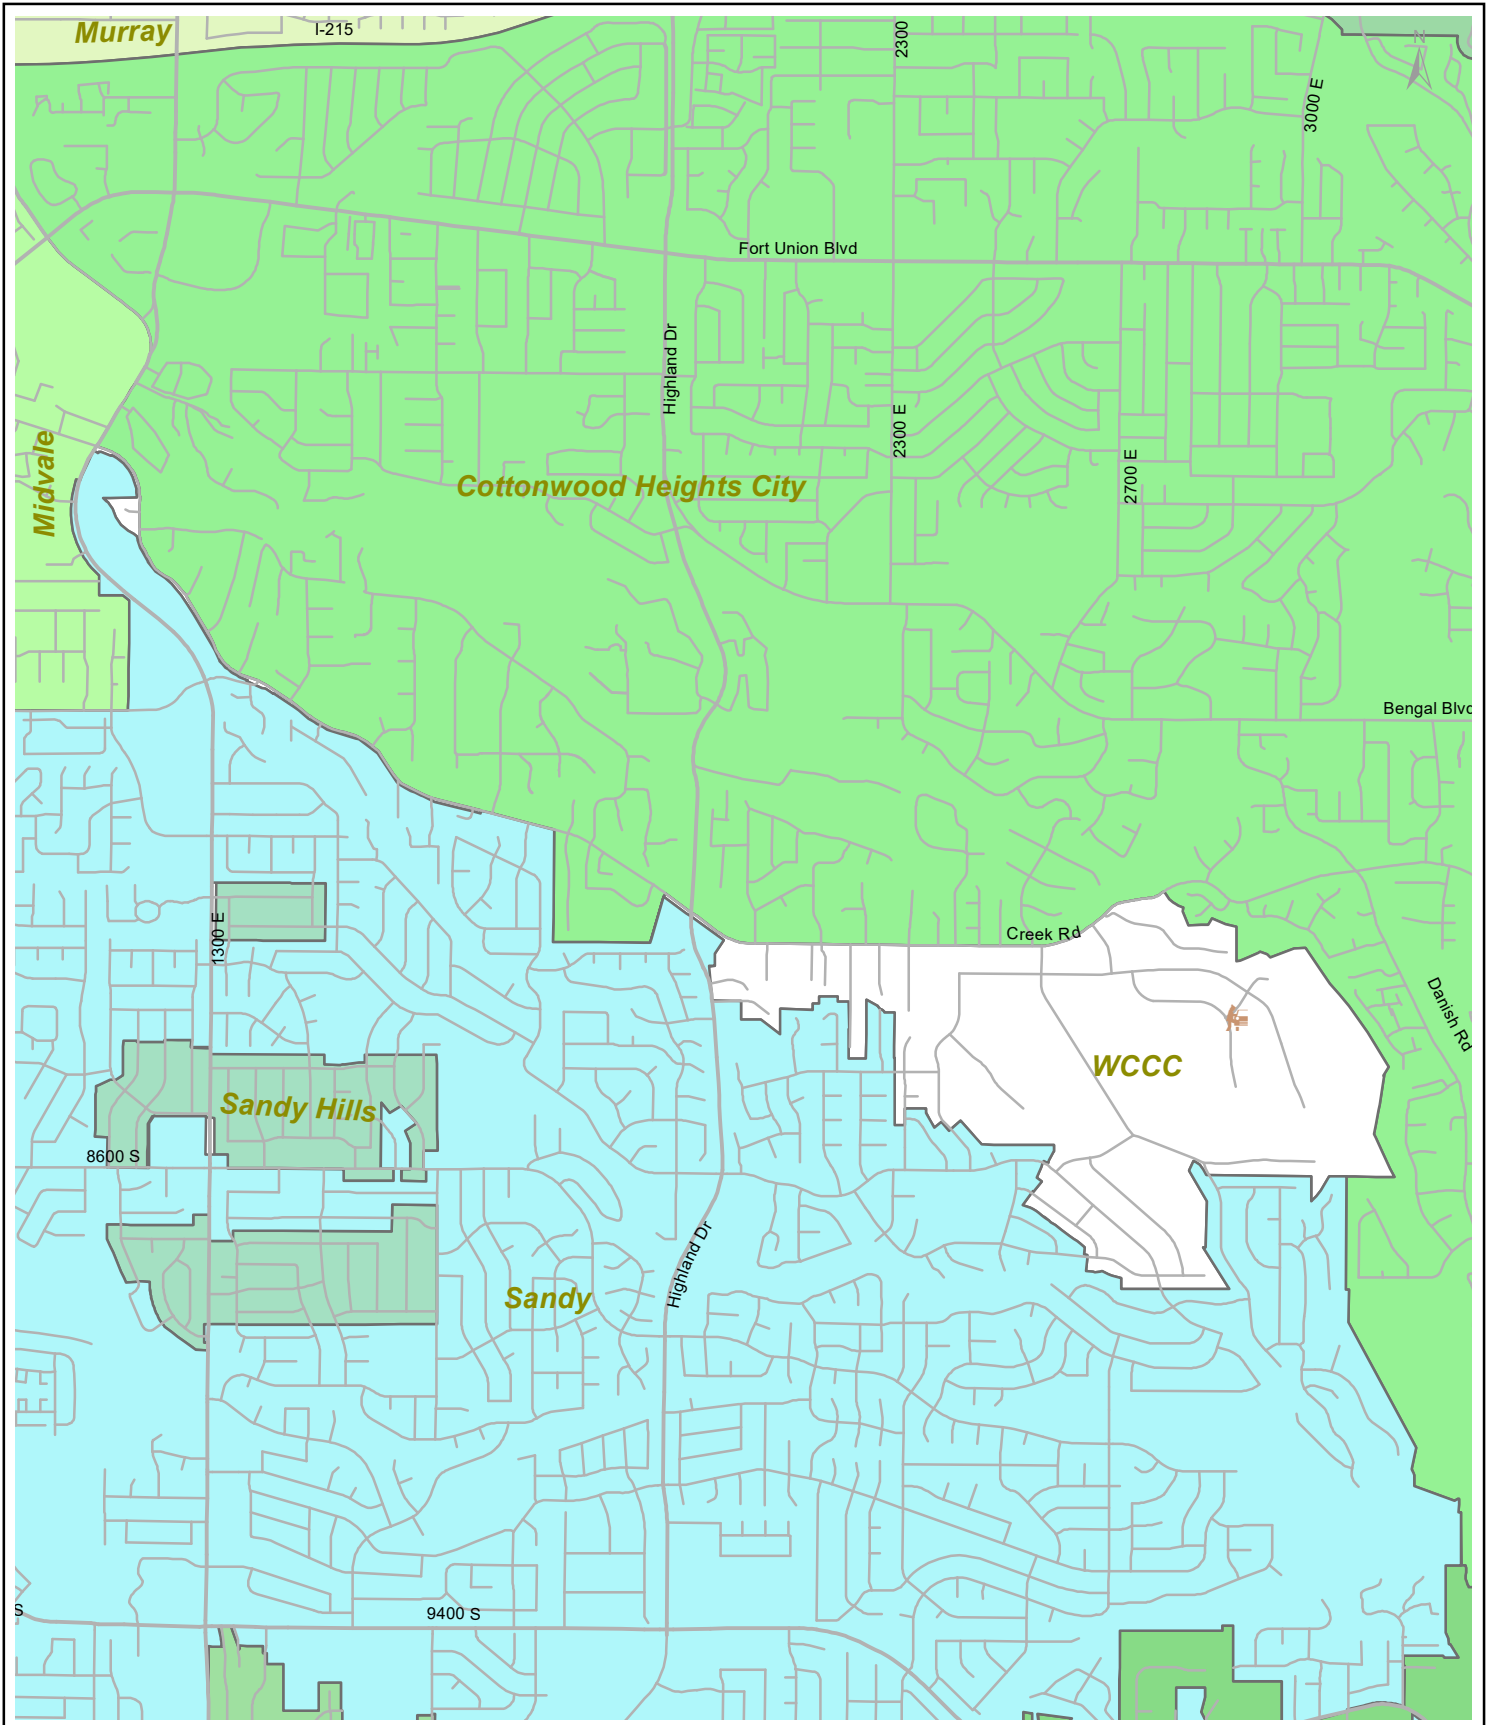 Murray
I-215
2300
N
3000 E
Fort Union Blvd
Highland Dr
2300 E
2700 E
Midvale
Cottonwood Heights City
Bengal Blvd
1300 E
Creek Rd
Danish Rd
WCCC
Sandy Hills
8600 S
Highland Dr
Sandy
S
9400 S